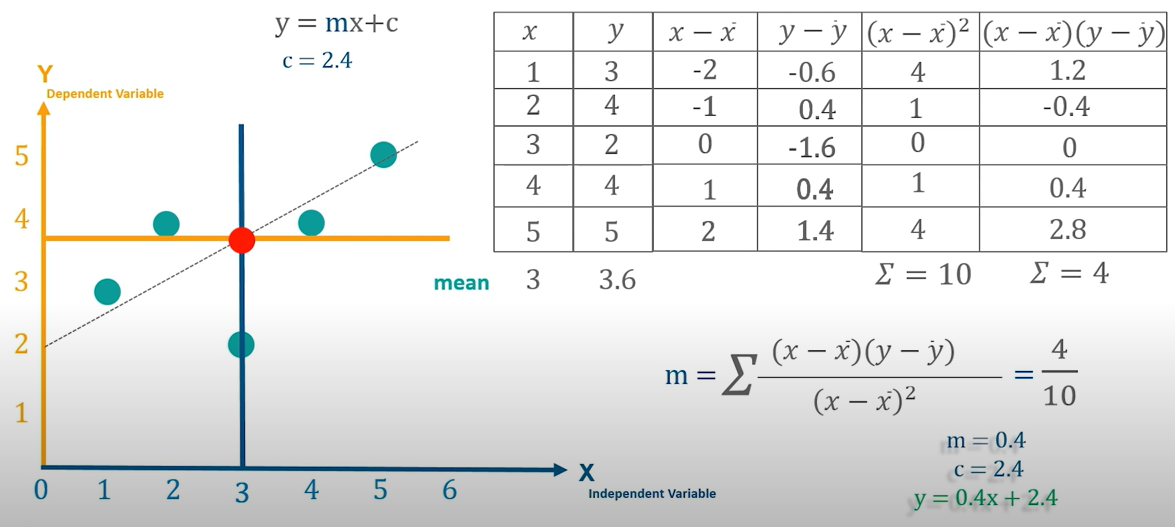 y = mx+c
c = 2.4
Y
Dependent Variable
5
4
3
2
1
0 1 2 3 4 5 6
X
Independent Variable
x y x − x̄ y − ẏ (x − x̄)² (x − x̄)(y − ẏ)
1 3 -2 -0.6 4 1.2
2 4 -1 0.4 1 -0.4
3 2 0 -1.6 0 0
4 4 1 0.4 1 0.4
5 5 2 1.4 4 2.8
mean 3 3.6 Σ = 10 Σ = 4
m = ∑ (x − x̄)(y − ẏ) / (x − x̄)² = 4 / 10
m = 0.4
c = 2.4
y = 0.4x + 2.4